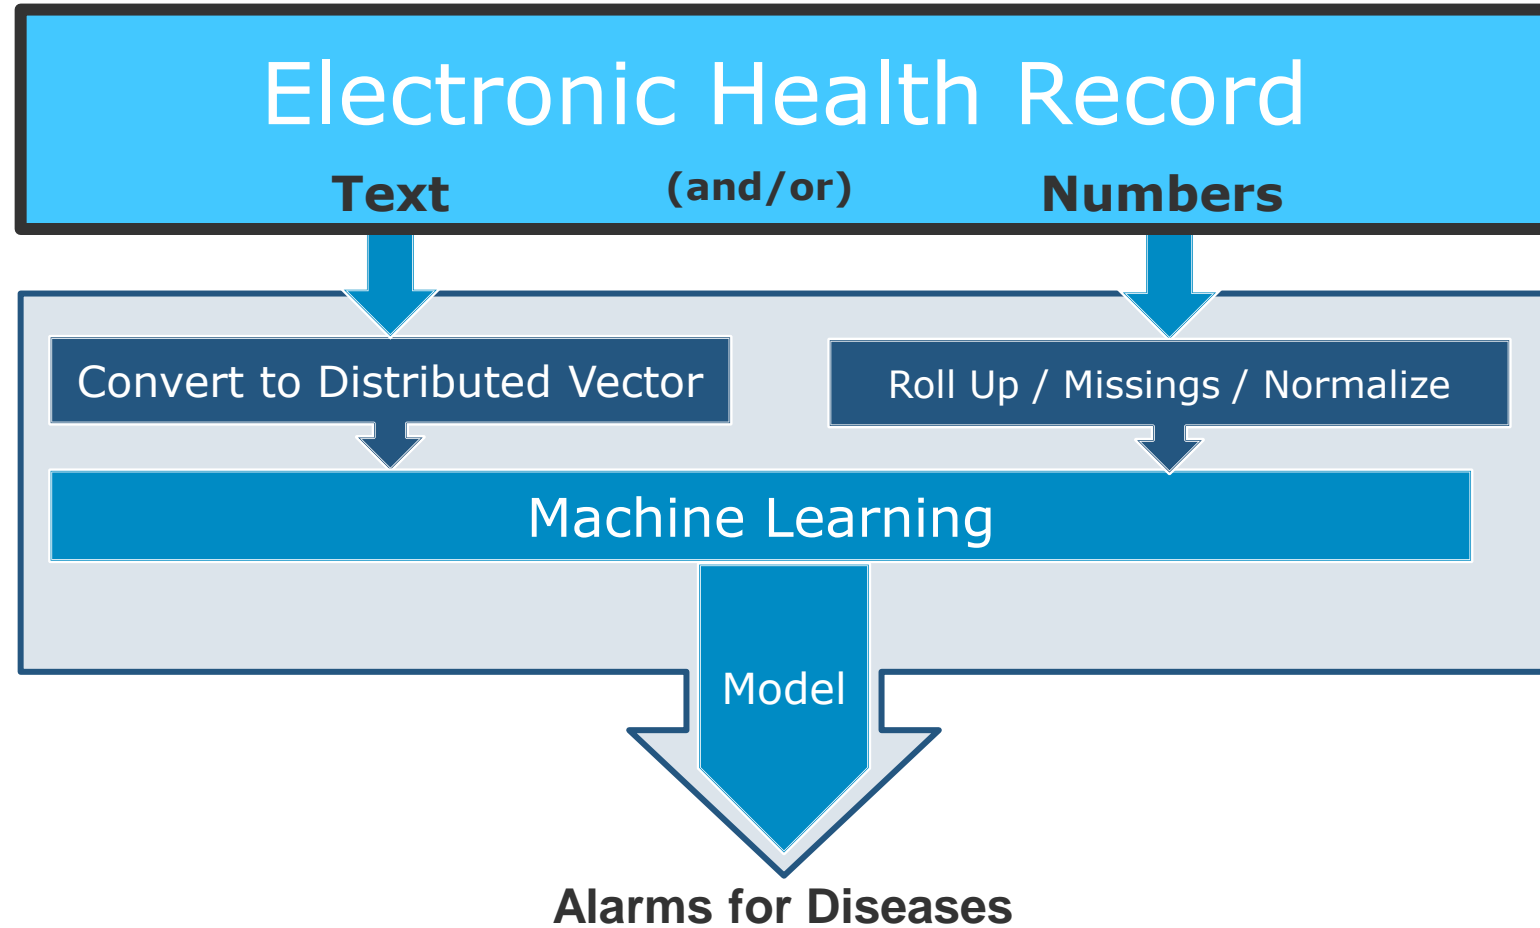 Electronic Health Record
Text (and/or) Numbers
Convert to Distributed Vector
Roll Up / Missings / Normalize
Machine Learning
Model
Alarms for Diseases